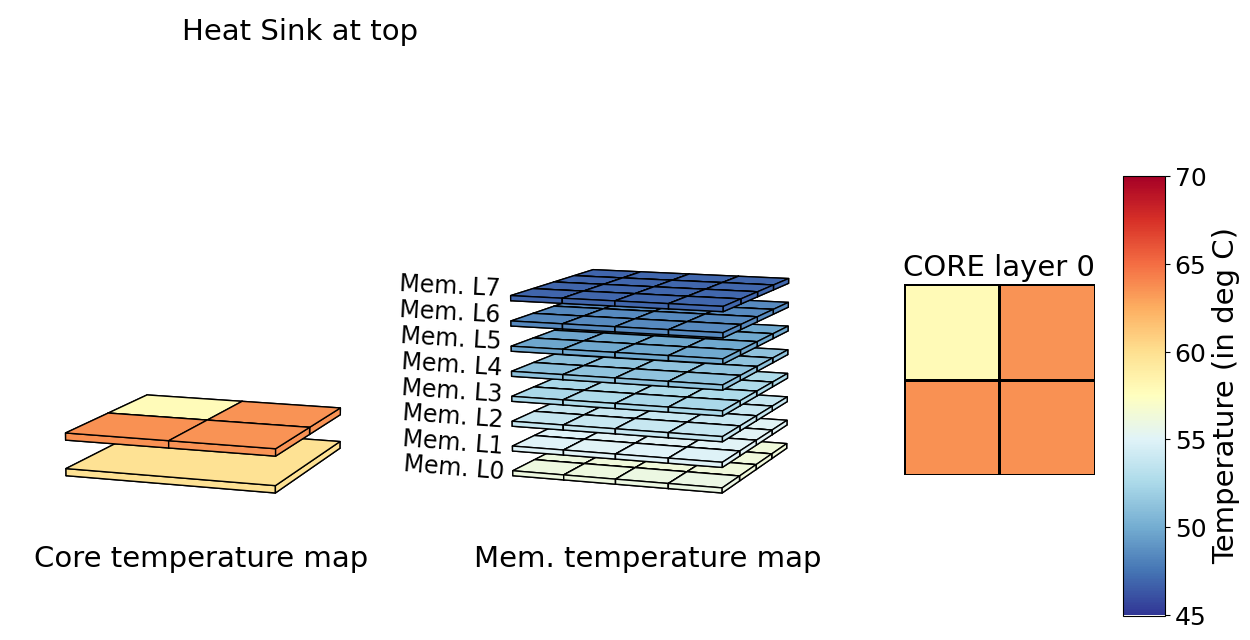 Heat Sink at top
Mem. L7
Mem. L6
Mem. L5
Mem. L4
Mem. L3
Mem. L2
Mem. L1
Mem. L0
Core temperature map
Mem. temperature map
CORE layer 0
70
65
60
55
50
45
Temperature (in deg C)